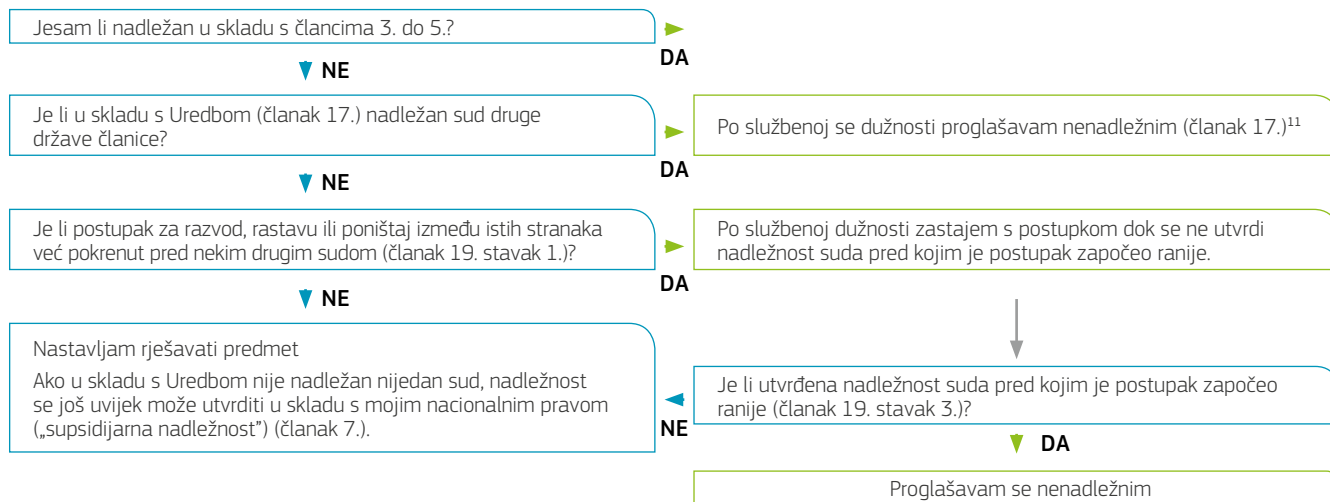 Jesam li nadležan u skladu s člancima 3. do 5.?
DA
NE
Je li u skladu s Uredbom (članak 17.) nadležan sud druge
države članice?
DA
Po službenoj se dužnosti proglašavam nenadležnim (članak 17.)¹¹
NE
Je li postupak za razvod, rastavu ili poništaj između istih stranaka
već pokrenut pred nekim drugim sudom (članak 19. stavak 1.)?
DA
Po službenoj dužnosti zastajem s postupkom dok se ne utvrdi
nadležnost suda pred kojim je postupak započeo ranije.
NE
Nastavljam rješavati predmet
Ako u skladu s Uredbom nije nadležan nijedan sud, nadležnost
se još uvijek može utvrditi u skladu s mojim nacionalnim pravom
(„supsidijarna nadležnost”) (članak 7.).
Je li utvrđena nadležnost suda pred kojim je postupak započeo
ranije (članak 19. stavak 3.)?
NE
DA
Proglašavam se nenadležnim